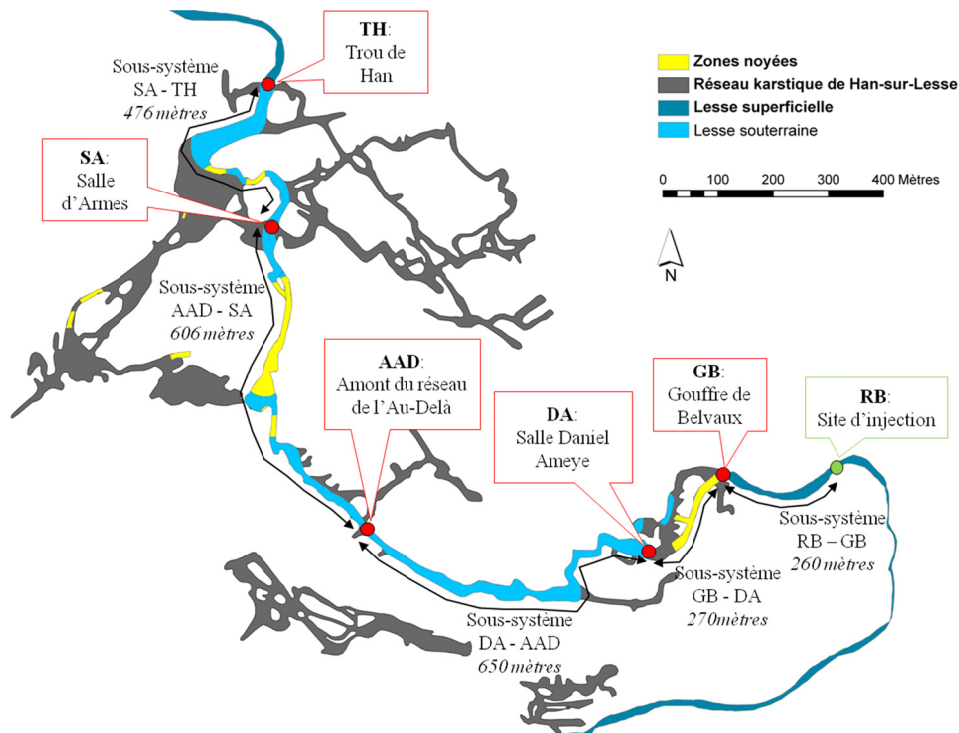 TH:
Trou de
Han
Sous-système
SA - TH
476 mètres
Zones noyées
Réseau karstique de Han-sur-Lesse
Lesse superficielle
Lesse souterraine
SA:
Salle
d'Armes
0 100 200 300 400 Mètres
N
Sous-système
AAD - SA
606 mètres
AAD:
Amont du réseau
de l'Au-Delà
GB:
Gouffre de
Belvaux
RB:
Site d'injection
DA:
Salle Daniel
Ameye
Sous-système
RB – GB
260 mètres
Sous-système
GB - DA
270mètres
Sous-système
DA - AAD
650 mètres